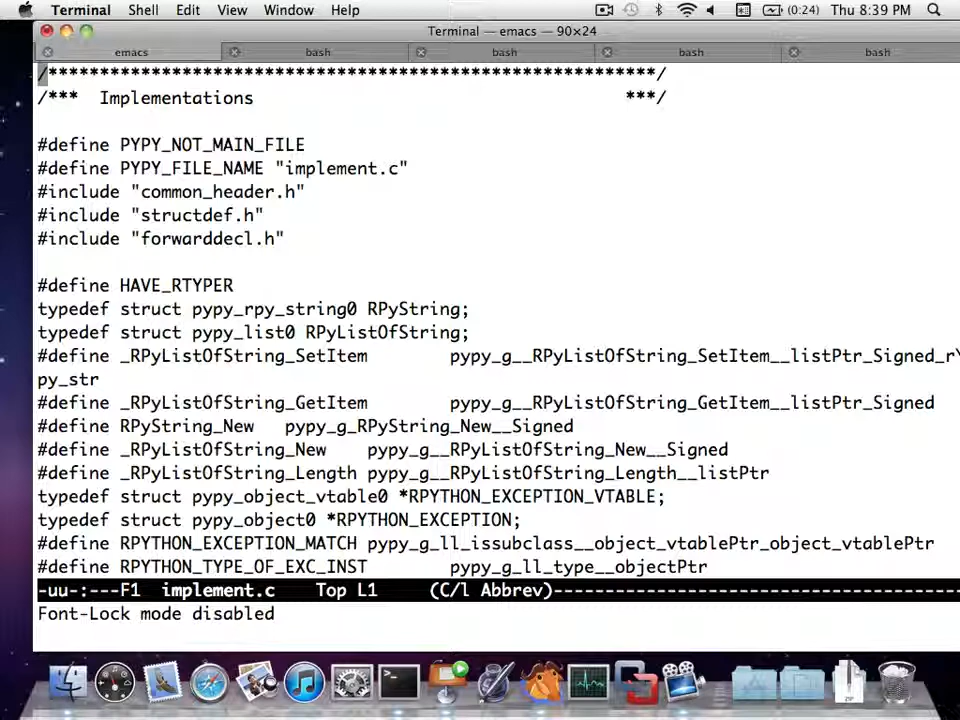 Terminal Shell Edit View Window Help (0:24) Thu 8:39 PM
Terminal — emacs — 90×24
emacs bash bash bash bash
/***********************************************************/
/*** Implementations ***/
#define PYPY_NOT_MAIN_FILE
#define PYPY_FILE_NAME "implement.c"
#include "common_header.h"
#include "structdef.h"
#include "forwarddecl.h"
#define HAVE_RTYPER
typedef struct pypy_rpy_string0 RPyString;
typedef struct pypy_list0 RPyListOfString;
#define _RPyListOfString_SetItem pypy_g__RPyListOfString_SetItem__listPtr_Signed_rY
py_str
#define _RPyListOfString_GetItem pypy_g__RPyListOfString_GetItem__listPtr_Signed
#define RPyString_New pypy_g_RPyString_New__Signed
#define _RPyListOfString_New pypy_g__RPyListOfString_New__Signed
#define _RPyListOfString_Length pypy_g__RPyListOfString_Length__listPtr
typedef struct pypy_object_vtable0 *RPYTHON_EXCEPTION_VTABLE;
typedef struct pypy_object0 *RPYTHON_EXCEPTION;
#define RPYTHON_EXCEPTION_MATCH pypy_g_ll_issubclass__object_vtablePtr_object_vtablePtr
#define RPYTHON_TYPE_OF_EXC_INST pypy_g_ll_type__objectPtr
-uu-:---F1 implement.c Top L1 (C/l Abbrev)--------------------------------------------------
Font-Lock mode disabled